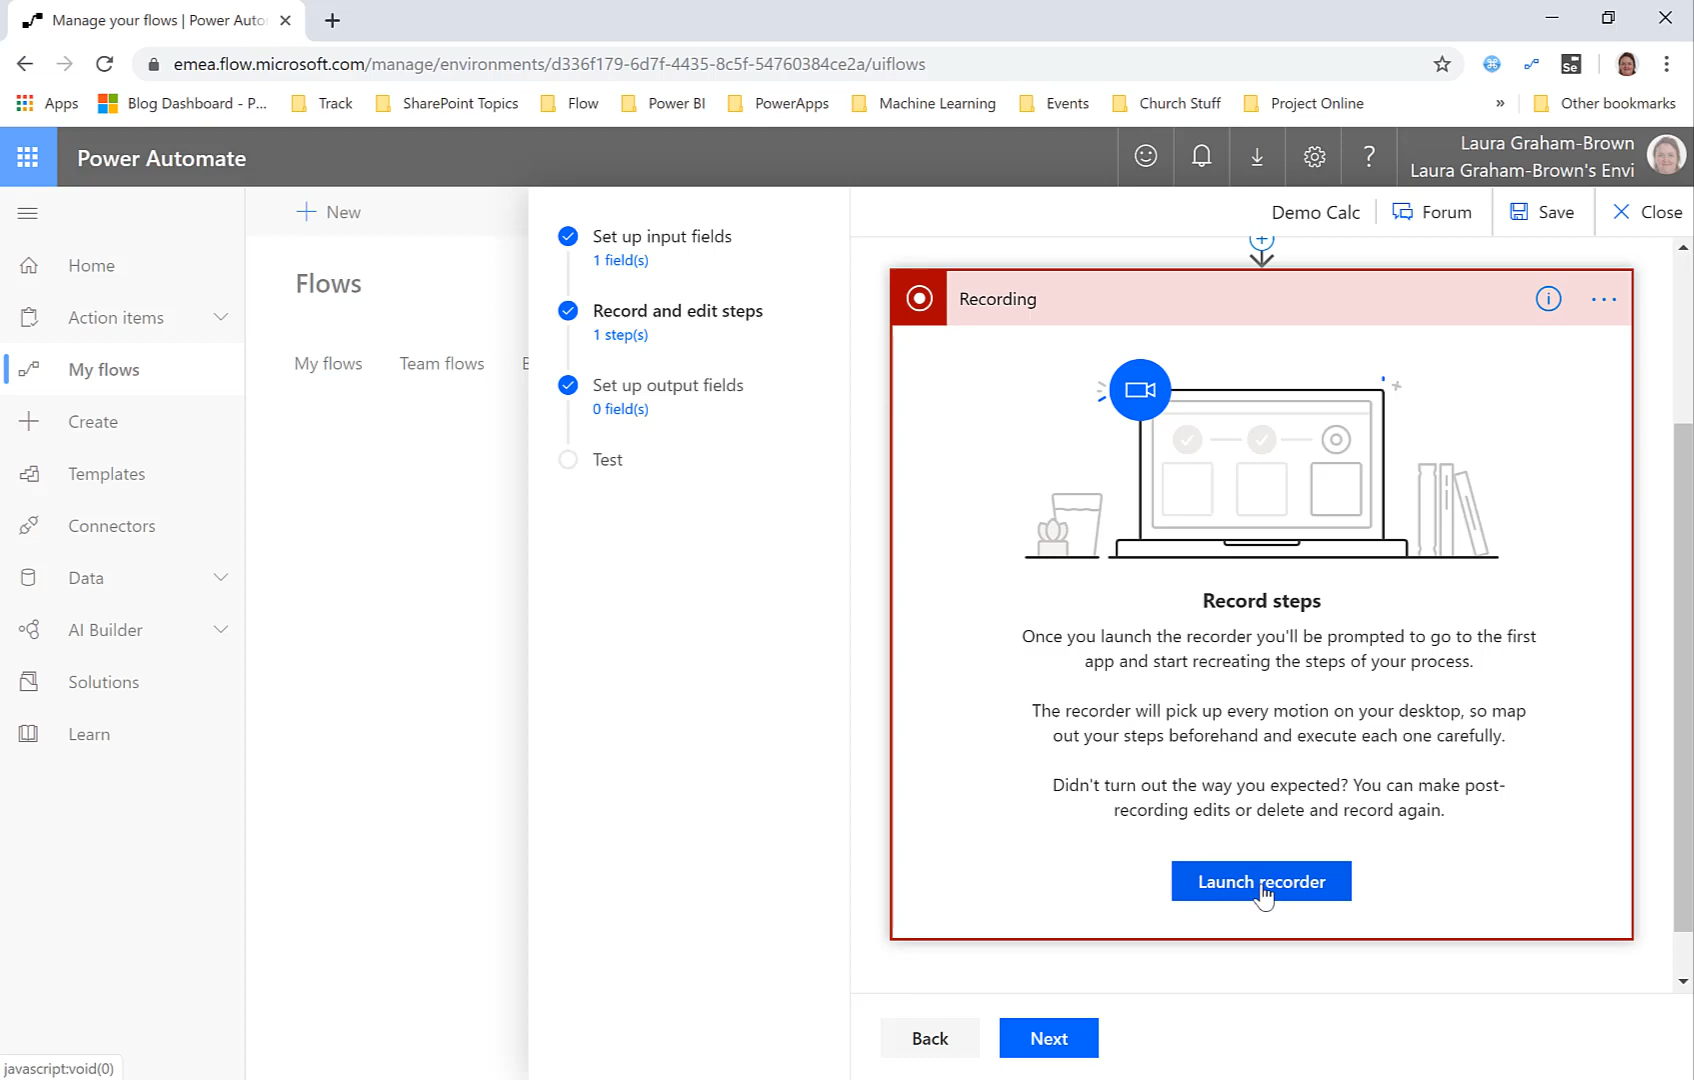 Manage your flows | Power Auto
emea.flow.microsoft.com/manage/environments/d336f179-6d7f-4435-8c5f-54760384ce2a/uiflows
Se
Apps
Blog Dashboard - P...
Track
SharePoint Topics
Flow
Power BI
PowerApps
Machine Learning
Events
Church Stuff
Project Online
»
Other bookmarks
Power Automate
?
Laura Graham-Brown
Laura Graham-Brown's Envi
Home
Action items
My flows
Create
Templates
Connectors
Data
AI Builder
Solutions
Learn
New
Flows
My flows
Team flows
Set up input fields
1 field(s)
Record and edit steps
1 step(s)
Set up output fields
0 field(s)
Test
Demo Calc
Forum
Save
Close
Recording
Record steps
Once you launch the recorder you'll be prompted to go to the first
app and start recreating the steps of your process.
The recorder will pick up every motion on your desktop, so map
out your steps beforehand and execute each one carefully.
Didn't turn out the way you expected? You can make post-
recording edits or delete and record again.
Launch recorder
Back
Next
javascript:void(0)